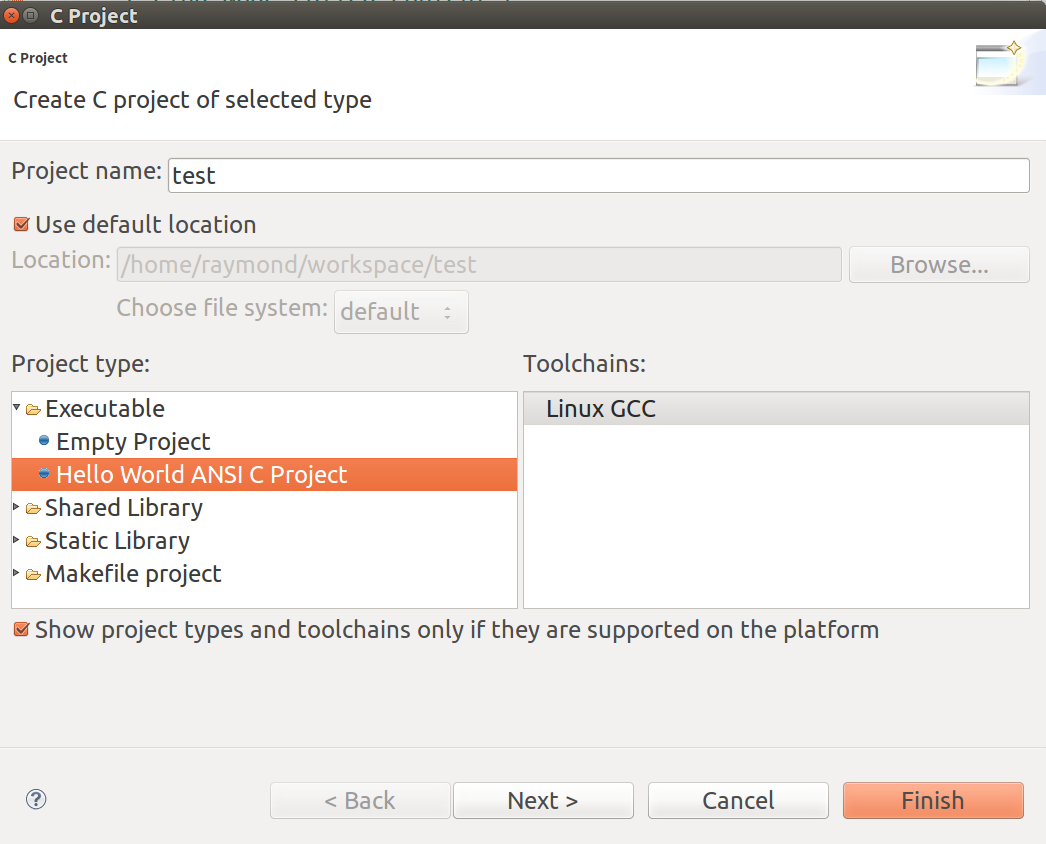 C Project
C Project
Create C project of selected type
Project name: test
Use default location
Location: /home/raymond/workspace/test Browse...
Choose file system: default
Project type: Toolchains:
Executable Linux GCC
Empty Project
Hello World ANSI C Project
Shared Library
Static Library
Makefile project
Show project types and toolchains only if they are supported on the platform
? < Back Next > Cancel Finish